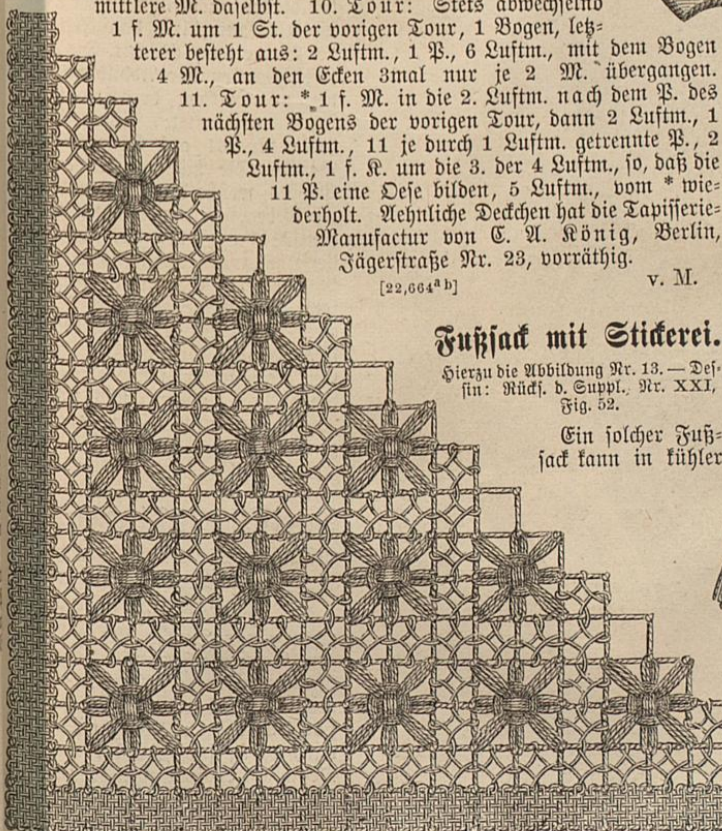 mittlere M. daselbst. 10. Tour: Stets abwechselnd
1 f. M. um 1 St. der vorigen Tour, 1 Bogen, letz-
terer besteht aus: 2 Luftm., 1 P., 6 Luftm., mit dem Bogen
4 M., an den Ecken 3mal nur je 2 M. übergangen.
11. Tour: * 1 f. M. in die 2. Luftm. nach dem P. des
nächsten Bogens der vorigen Tour, dann 2 Luftm., 1
P., 4 Luftm., 11 je durch 1 Luftm. getrennte P., 2
Luftm., 1 f. K. um die 3. der 4 Luftm., so, daß die
11 P. eine Oese bilden, 5 Luftm., vom * wie-
derholt. Aehnliche Deckchen hat die Tapisserie-
Manufactur von C. A. König, Berlin,
Jägerstraße Nr. 23, vorräthig.
[22,664ᵃ ᵇ] v. M.
Fußsack mit Stickerei.
Hierzu die Abbildung Nr. 13. — Des-
sin: Rücks. d. Suppl. Nr. XXI,
Fig. 52.
Ein solcher Fuß-
sack kann in kühler